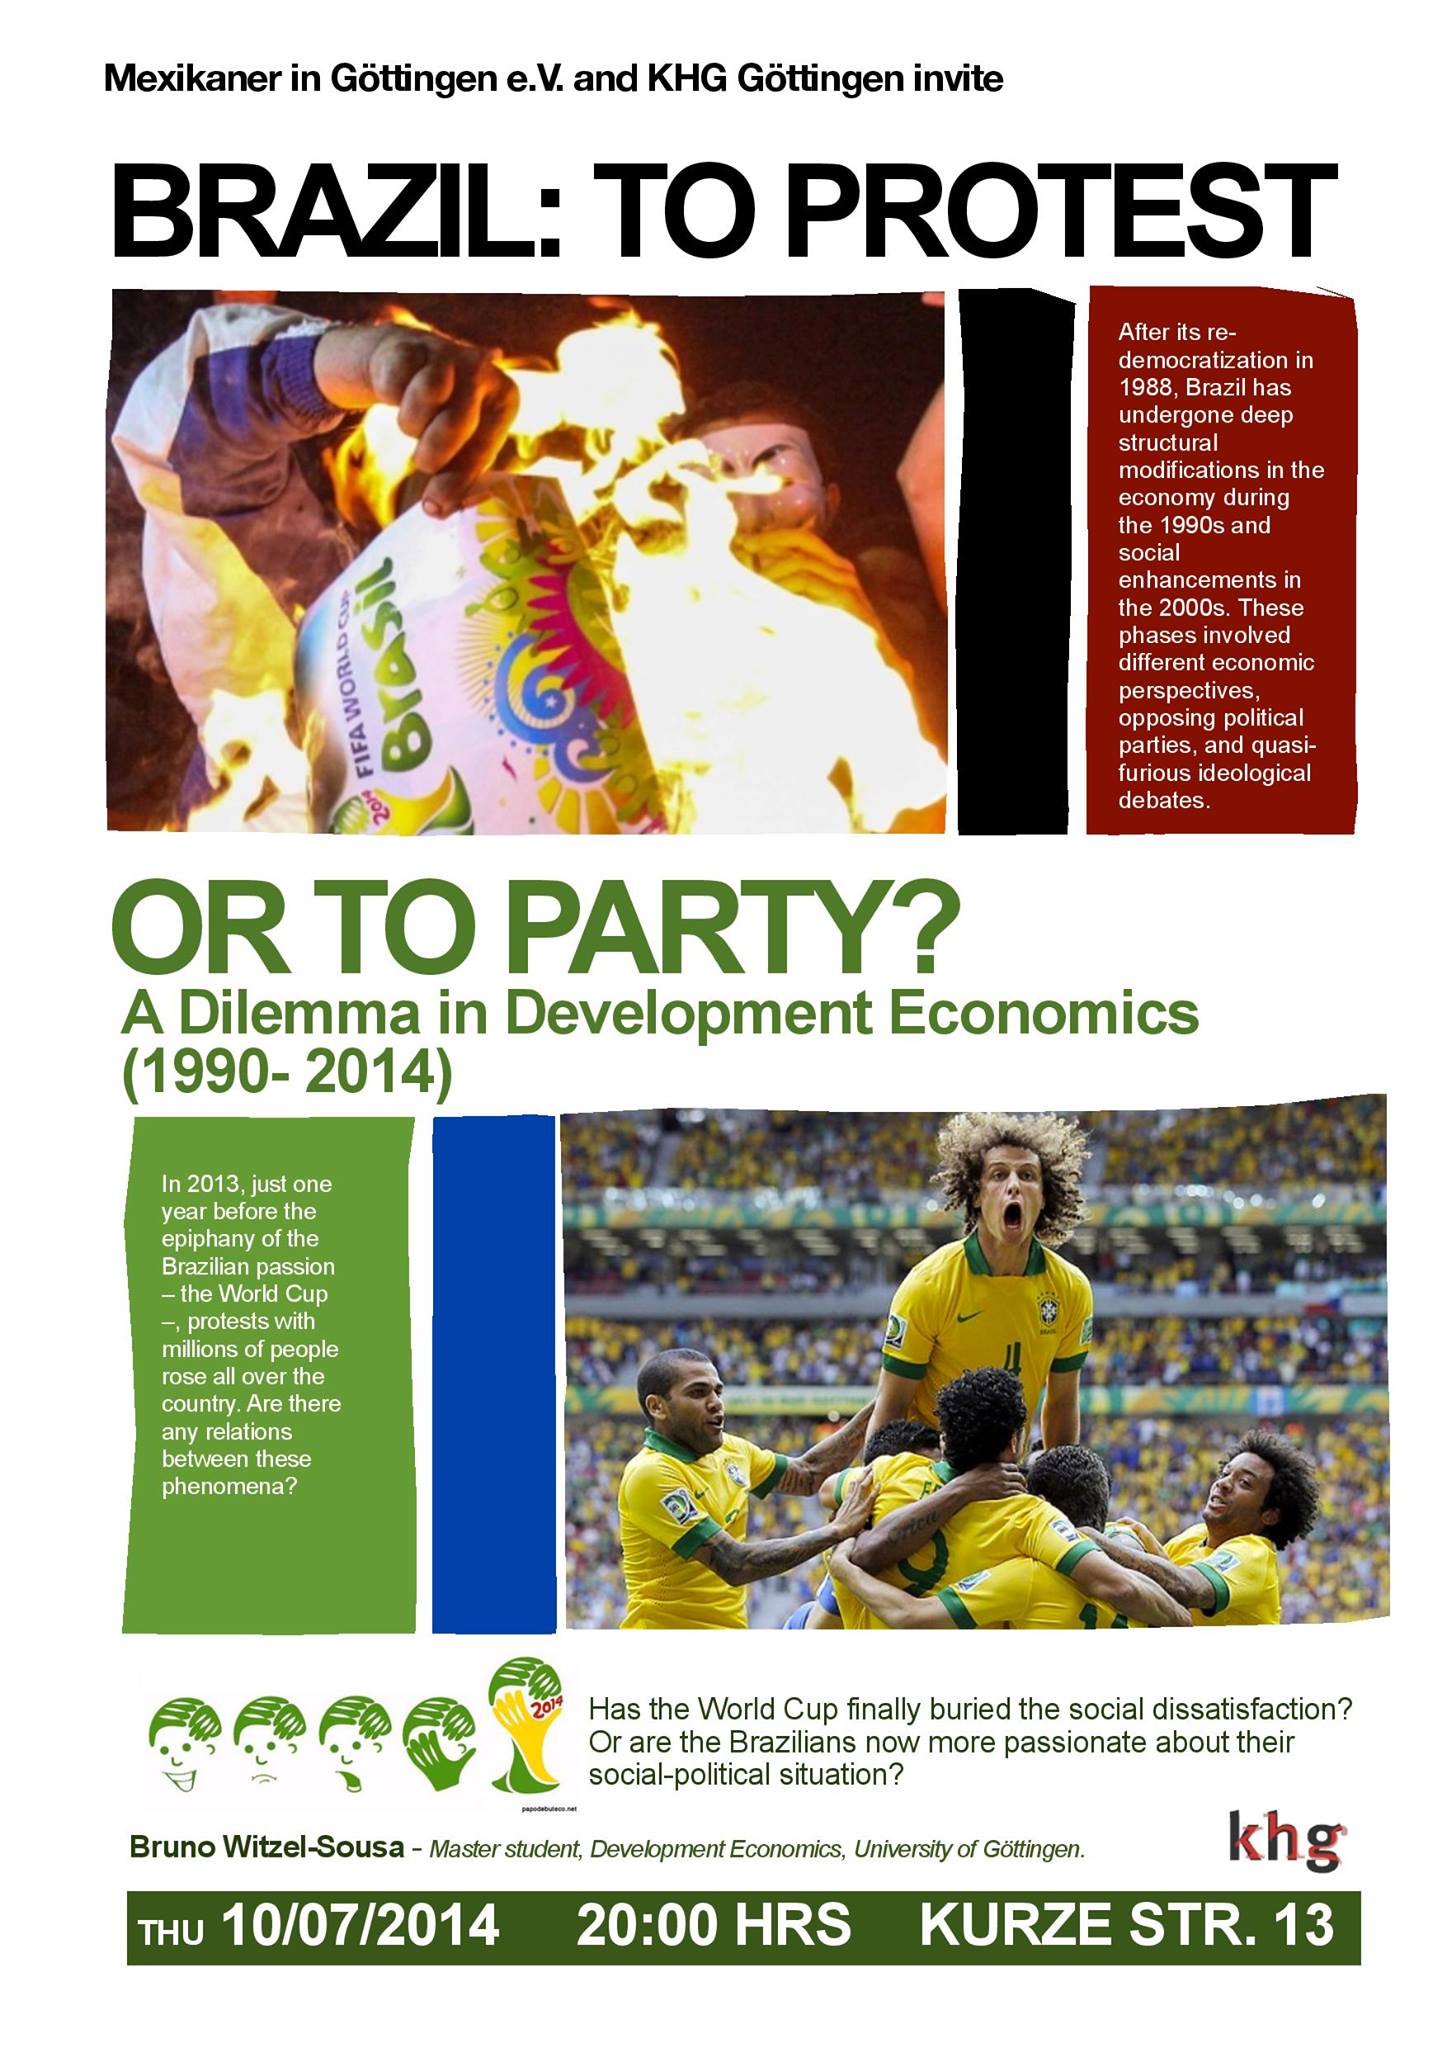 Mexikaner in Göttingen e.V. and KHG Göttingen invite
BRAZIL: TO PROTEST
2014 FIFA WORLD CUP
Brasil
After its re-
democratization in
1988, Brazil has
undergone deep
structural
modifications in the
economy during
the 1990s and
social
enhancements in
the 2000s. These
phases involved
different economic
perspectives,
opposing political
parties, and quasi-
furious ideological
debates.
OR TO PARTY?
A Dilemma in Development Economics
(1990- 2014)
In 2013, just one
year before the
epiphany of the
Brazilian passion
– the World Cup
–, protests with
millions of people
rose all over the
country. Are there
any relations
between these
phenomena?
BRASIL
4
9
2014
papodebuteco.net
Has the World Cup finally buried the social dissatisfaction?
Or are the Brazilians now more passionate about their
social-political situation?
Bruno Witzel-Sousa - Master student, Development Economics, University of Göttingen.
khg
THU 10/07/2014 20:00 HRS KURZE STR. 13